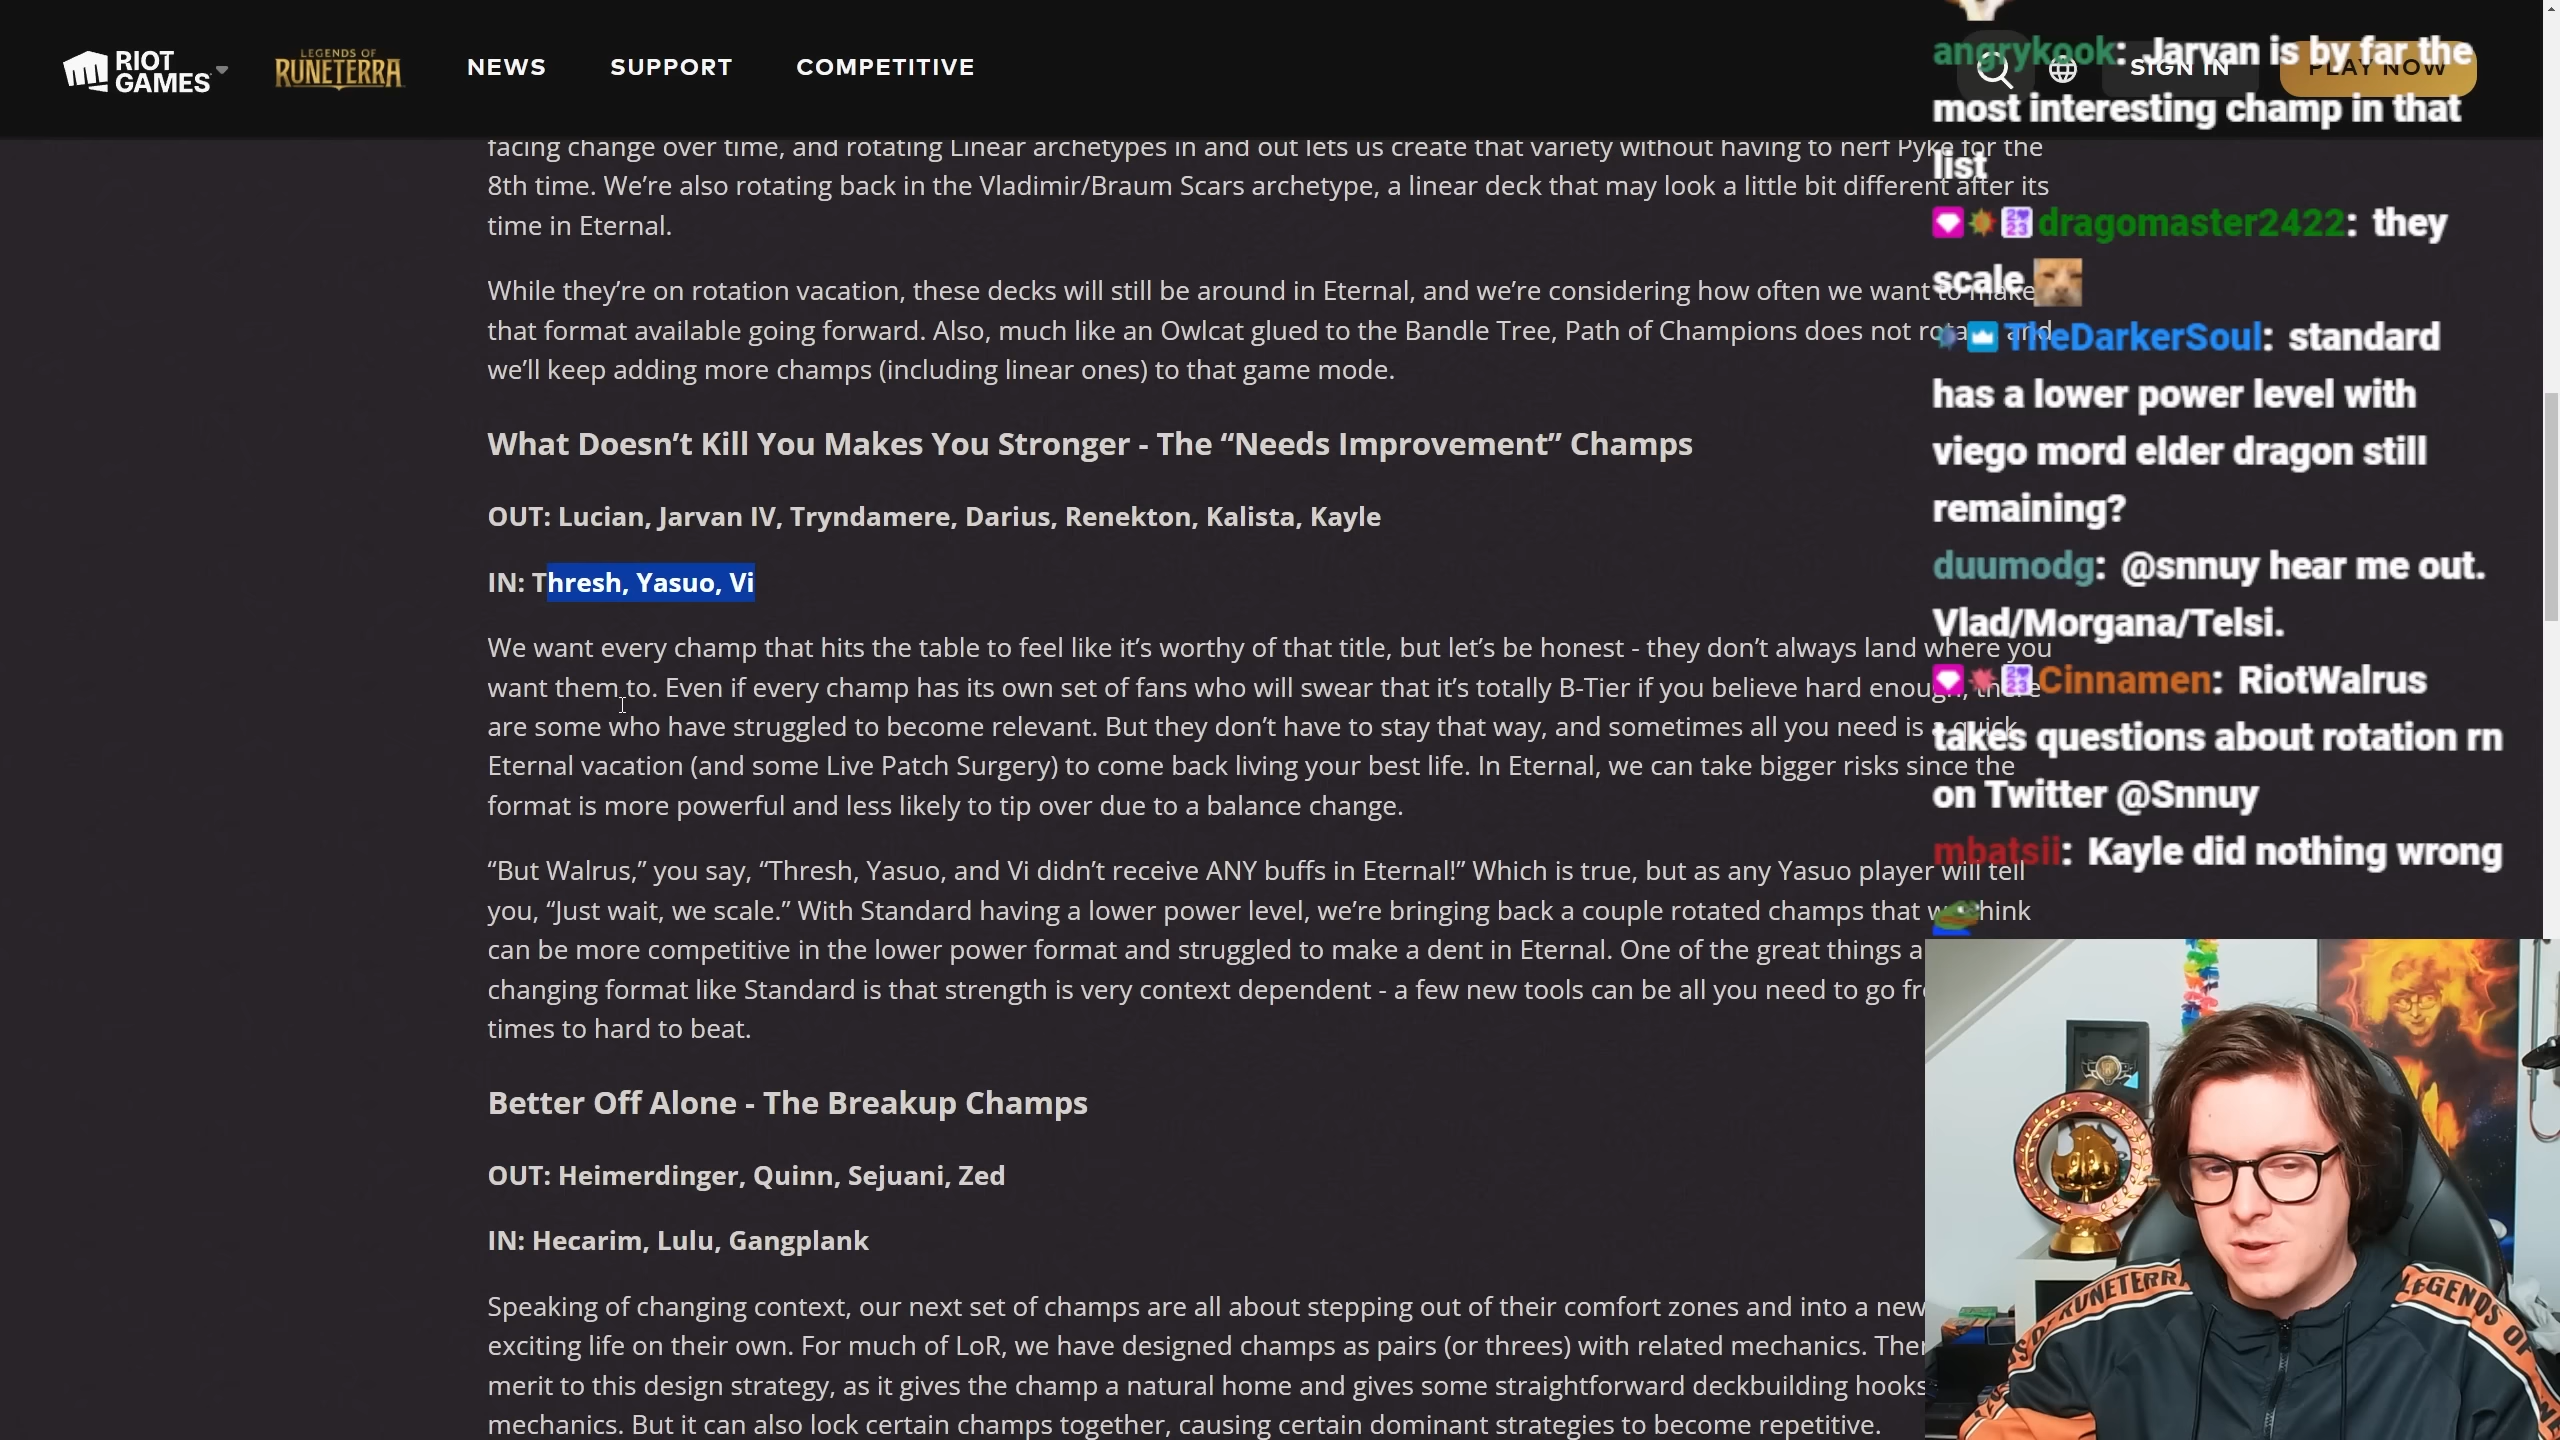 RIOT GAMES
LEGENDS OF RUNETERRA
NEWS
SUPPORT
COMPETITIVE
SIGN IN
PLAY NOW
facing change over time, and rotating Linear archetypes in and out lets us create that variety without having to nerf Pyke for the
8th time. We’re also rotating back in the Vladimir/Braum Scars archetype, a linear deck that may look a little bit different after its
time in Eternal.
While they’re on rotation vacation, these decks will still be around in Eternal, and we’re considering how often we want to make
that format available going forward. Also, much like an Owlcat glued to the Bandle Tree, Path of Champions does not rotate and
we’ll keep adding more champs (including linear ones) to that game mode.
What Doesn’t Kill You Makes You Stronger - The “Needs Improvement” Champs
OUT: Lucian, Jarvan IV, Tryndamere, Darius, Renekton, Kalista, Kayle
IN: Thresh, Yasuo, Vi
We want every champ that hits the table to feel like it’s worthy of that title, but let’s be honest - they don’t always land where you
want them to. Even if every champ has its own set of fans who will swear that it’s totally B-Tier if you believe hard enough, there
are some who have struggled to become relevant. But they don’t have to stay that way, and sometimes all you need is a quick
Eternal vacation (and some Live Patch Surgery) to come back living your best life. In Eternal, we can take bigger risks since the
format is more powerful and less likely to tip over due to a balance change.
“But Walrus,” you say, “Thresh, Yasuo, and Vi didn’t receive ANY buffs in Eternal!” Which is true, but as any Yasuo player will tell
you, “Just wait, we scale.” With Standard having a lower power level, we’re bringing back a couple rotated champs that we think
can be more competitive in the lower power format and struggled to make a dent in Eternal. One of the great things a
changing format like Standard is that strength is very context dependent - a few new tools can be all you need to go fr
times to hard to beat.
Better Off Alone - The Breakup Champs
OUT: Heimerdinger, Quinn, Sejuani, Zed
IN: Hecarim, Lulu, Gangplank
Speaking of changing context, our next set of champs are all about stepping out of their comfort zones and into a new
exciting life on their own. For much of LoR, we have designed champs as pairs (or threes) with related mechanics. Ther
merit to this design strategy, as it gives the champ a natural home and gives some straightforward deckbuilding hooks
mechanics. But it can also lock certain champs together, causing certain dominant strategies to become repetitive.
angrykook: Jarvan is by far the
most interesting champ in that
list
dragomaster2422: they
scale
TheDarkerSoul: standard
has a lower power level with
viego mord elder dragon still
remaining?
duumodg: @snnuy hear me out.
Vlad/Morgana/Telsi.
Cinnamen: RiotWalrus
takes questions about rotation rn
on Twitter @Snnuy
mbatsii: Kayle did nothing wrong
RUNETERRA
LEGENDS OF